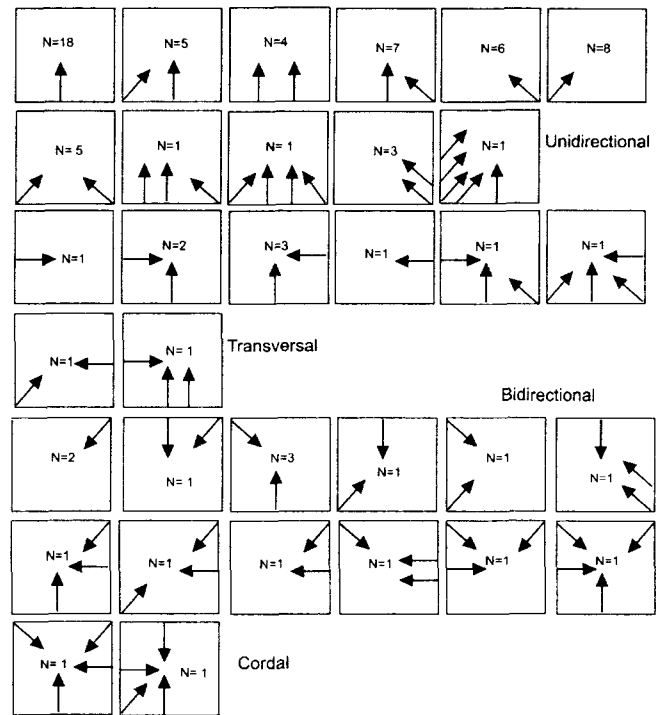 N=18 N=5 N=4 N=7 N=6 N=8
N= 5 N=1 N= 1 N=3 N=1 Unidirectional
N=1 N=2 N=3 N=1 N=1 N=1
N=1 N= 1 Transversal
Bidirectional
N=2 N= 1 N=3 N=1 N=1 N=1
N=1 N=1 N=1 N=1 N=1 N=1
N= 1 N= 1 Cordal